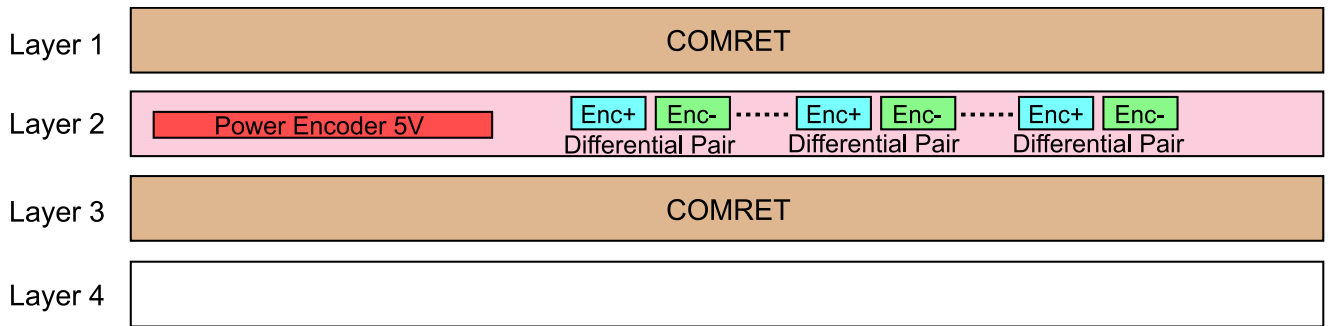 Layer 1
COMRET
Layer 2
Power Encoder 5V
Enc+ Enc- Enc+ Enc- Enc+ Enc-
Differential Pair Differential Pair Differential Pair
Layer 3
COMRET
Layer 4